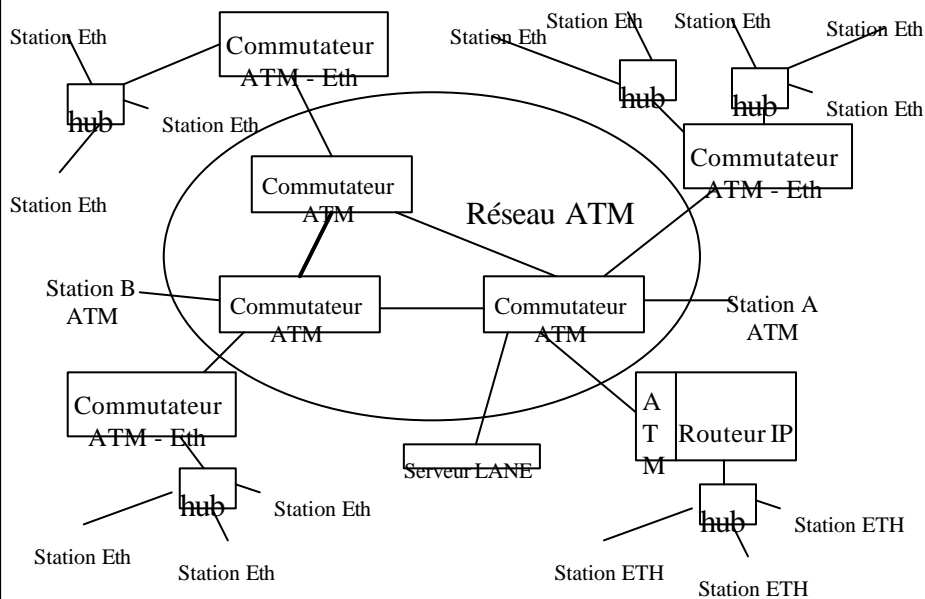 Station Eth
Commutateur
ATM - Eth
hub
Station Eth
Station Eth
Station Eth
Station Eth
Station Eth
Station Eth
hub
hub
Station Eth
Commutateur
ATM - Eth
Commutateur
ATM
Réseau ATM
Station B
ATM
Commutateur
ATM
Commutateur
ATM
Station A
ATM
Commutateur
ATM - Eth
hub
Station Eth
Station Eth
Station Eth
Serveur LANE
A
T
M
Routeur IP
hub
Station ETH
Station ETH
Station ETH